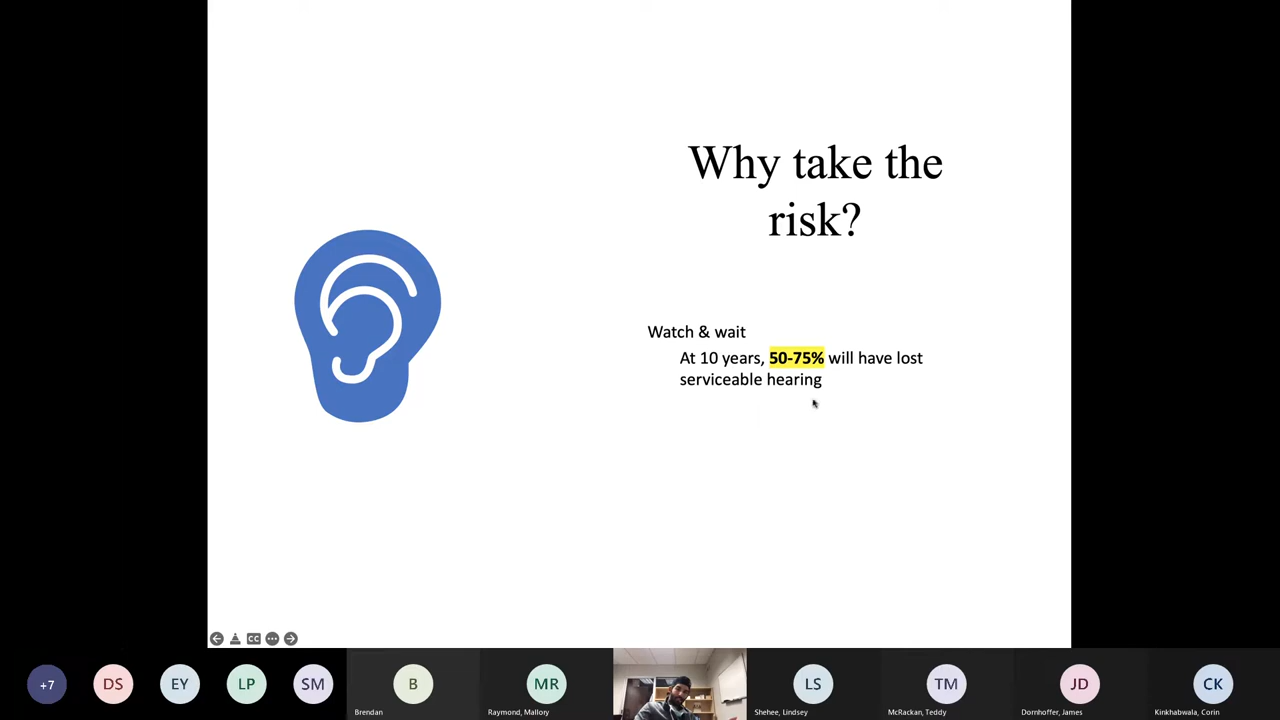 Why take the
risk?
Watch & wait
At 10 years, 50-75% will have lost
serviceable hearing
CC
+7
DS
EY
LP
SM
B
Brendan
MR
Raymond, Mallory
LS
Shehee, Lindsey
TM
McRackan, Teddy
JD
Dornhoffer, James
CK
Kinkhabwala, Corin